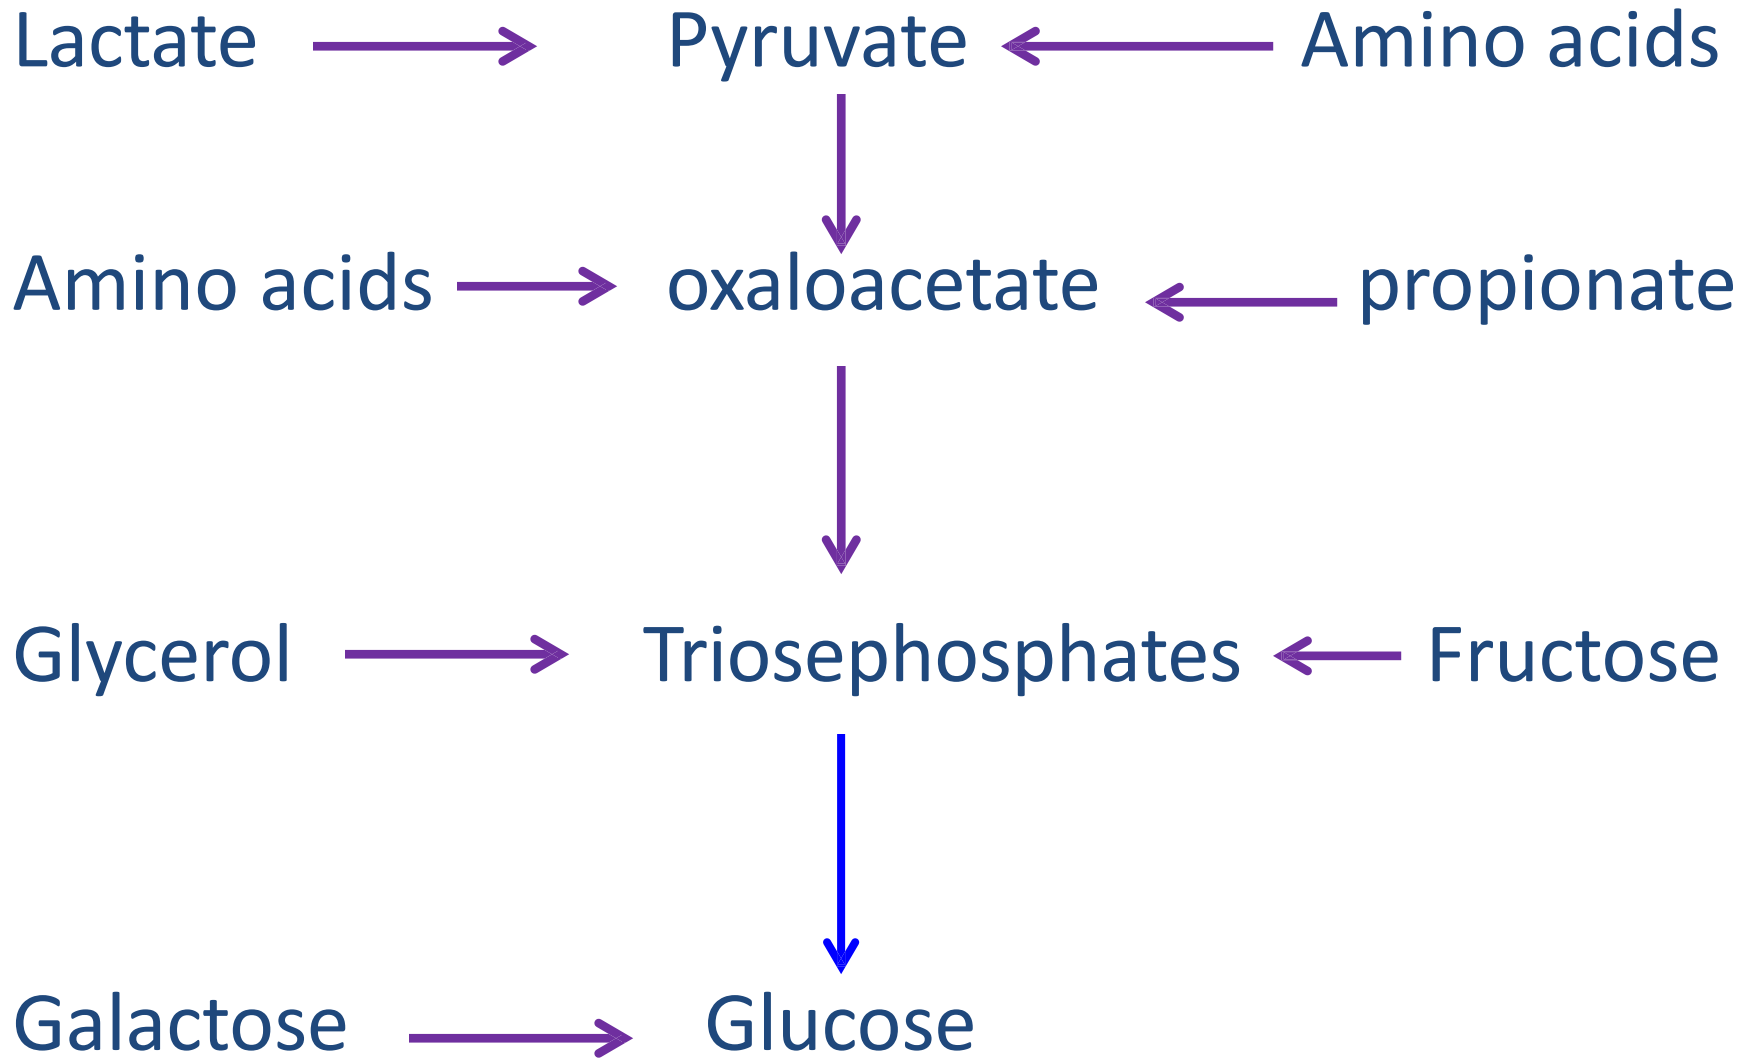 Lactate Pyruvate Amino acids
Amino acids oxaloacetate propionate
Glycerol Triosephosphates Fructose
Galactose Glucose